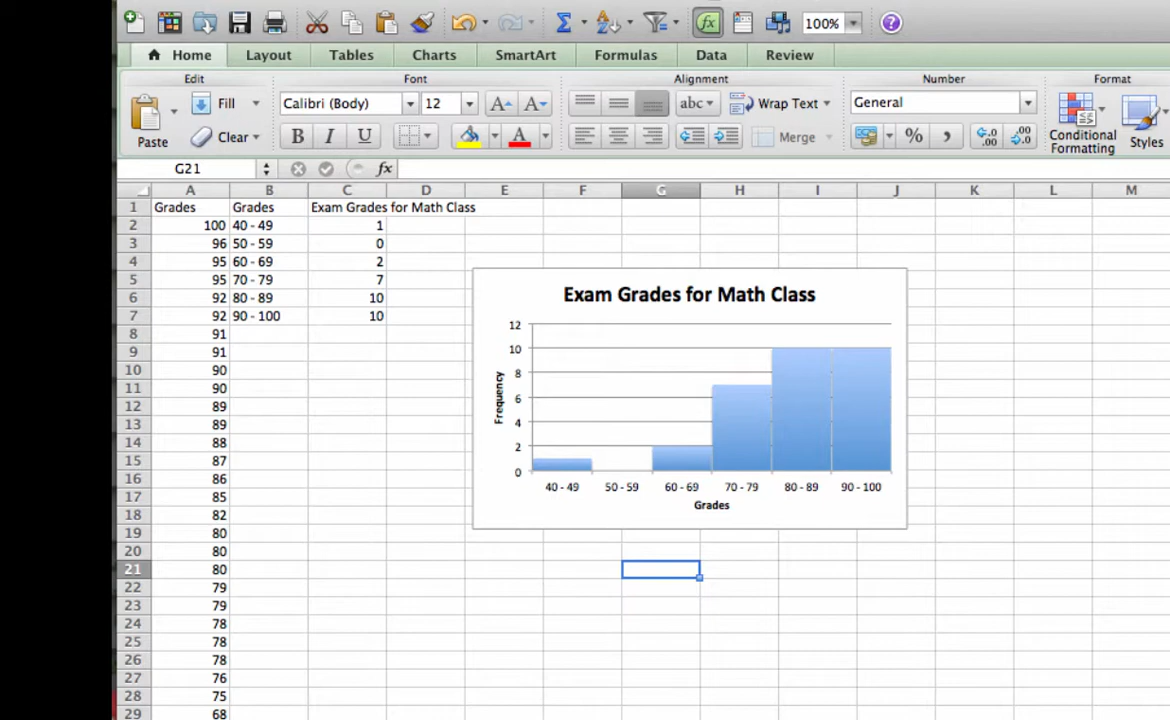 100%
Home Layout Tables Charts SmartArt Formulas Data Review
Edit Font Alignment Number Format
Fill Calibri (Body) 12 A A abc Wrap Text General
Paste Clear B I U A Merge % , .0 .00 .00 .0 Conditional Formatting Styles
G21 fx
A B C D E F G H I J K L M
1 Grades Grades Exam Grades for Math Class
2 100 40 - 49 1
3 96 50 - 59 0
4 95 60 - 69 2
5 95 70 - 79 7
6 92 80 - 89 10
7 92 90 - 100 10
8 91
9 91
10 90
11 90
12 89
13 89
14 88
15 87
16 86
17 85
18 82
19 80
20 80
21 80
22 79
23 79
24 78
25 78
26 78
27 76
28 75
29 68
Exam Grades for Math Class
12
10
8
6
4
2
0
Frequency
40 - 49 50 - 59 60 - 69 70 - 79 80 - 89 90 - 100
Grades